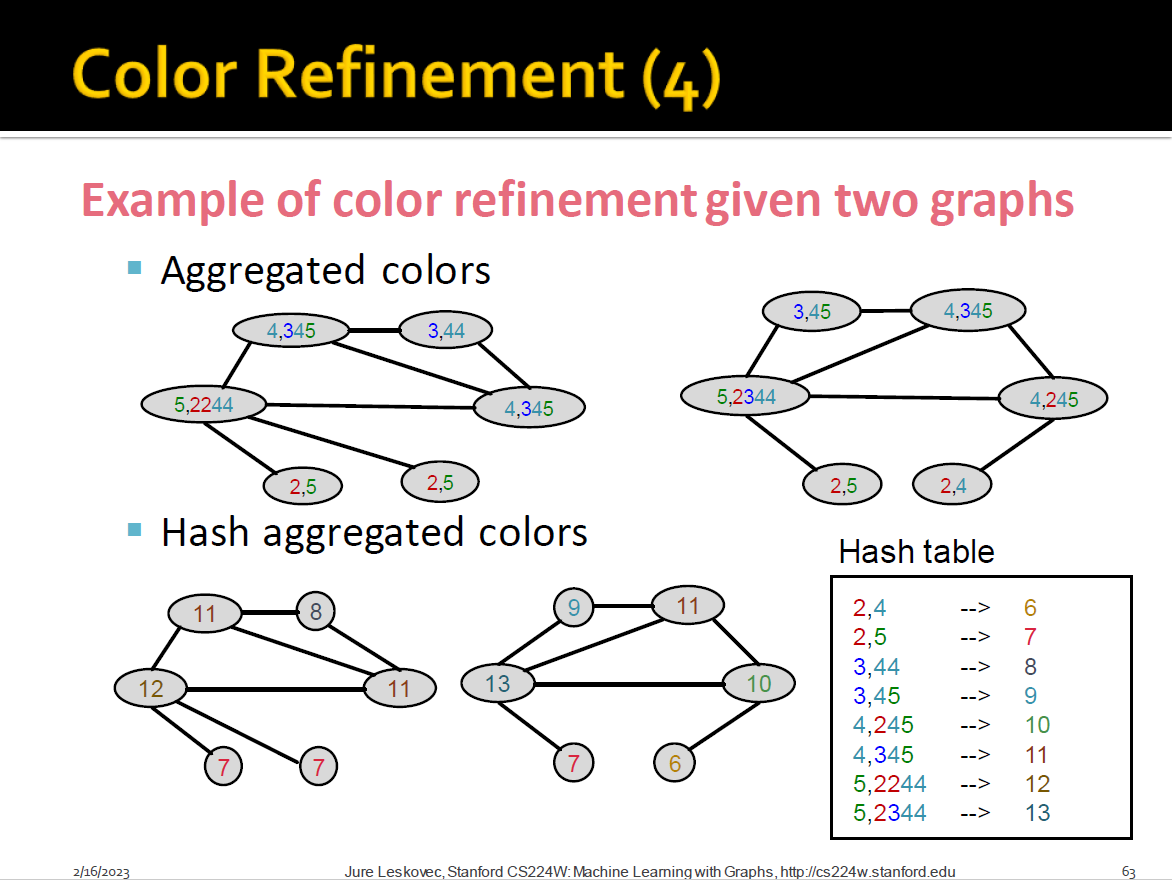 Color Refinement (4)
Example of color refinement given two graphs
▪ Aggregated colors
4,345
3,44
5,2244
4,345
2,5
2,5
3,45
4,345
5,2344
4,245
2,5
2,4
▪ Hash aggregated colors
11
8
12
11
7
7
9
11
13
10
7
6
Hash table
2,4 --> 6
2,5 --> 7
3,44 --> 8
3,45 --> 9
4,245 --> 10
4,345 --> 11
5,2244 --> 12
5,2344 --> 13
2/16/2023 Jure Leskovec, Stanford CS224W: Machine Learning with Graphs, http://cs224w.stanford.edu 63